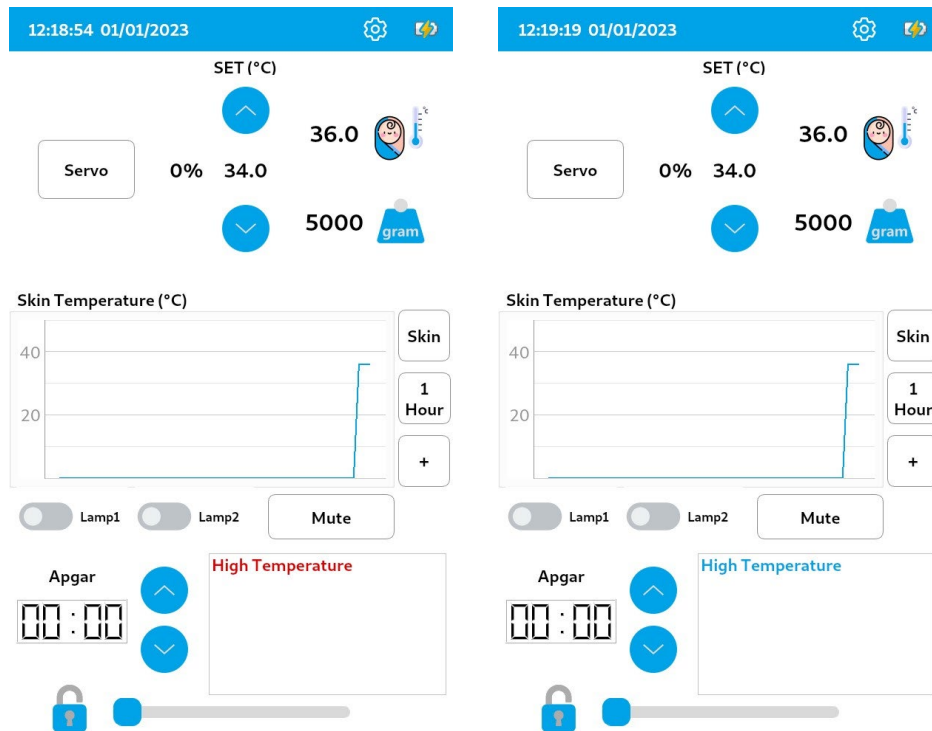 12:18:54 01/01/2023
SET (°C)
36.0
°C
Servo
0% 34.0
5000
gram
Skin Temperature (°C)
40
20
Skin
1
Hour
+
Lamp1
Lamp2
Mute
Apgar
00:00
High Temperature
12:19:19 01/01/2023
SET (°C)
36.0
°C
Servo
0% 34.0
5000
gram
Skin Temperature (°C)
40
20
Skin
1
Hour
+
Lamp1
Lamp2
Mute
Apgar
00:00
High Temperature